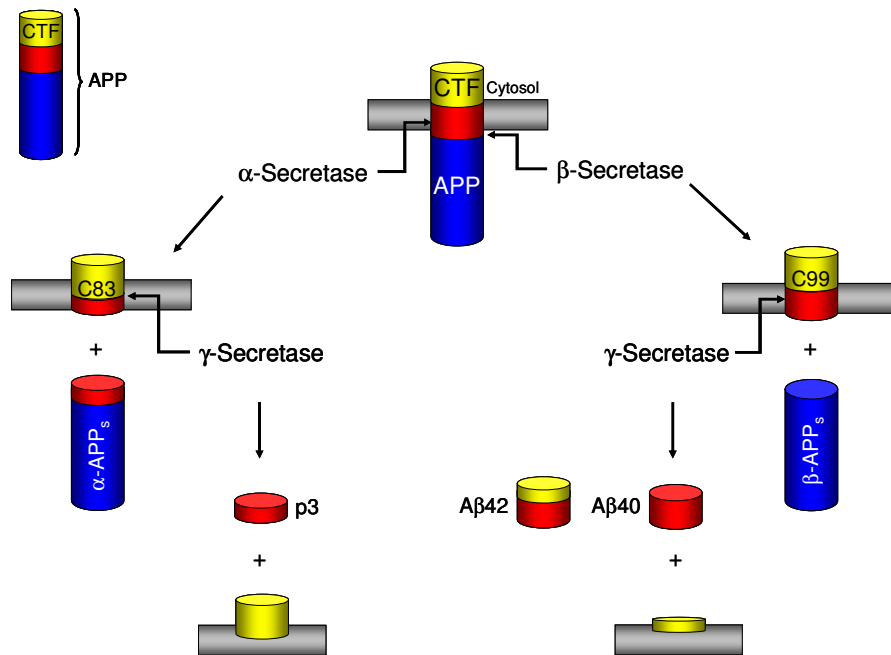 CTF
APP
CTF
Cytosol
APP
α-Secretase
β-Secretase
C83
C99
+
γ-Secretase
γ-Secretase
+
α-APPs
β-APPs
p3
Aβ42
Aβ40
+
+